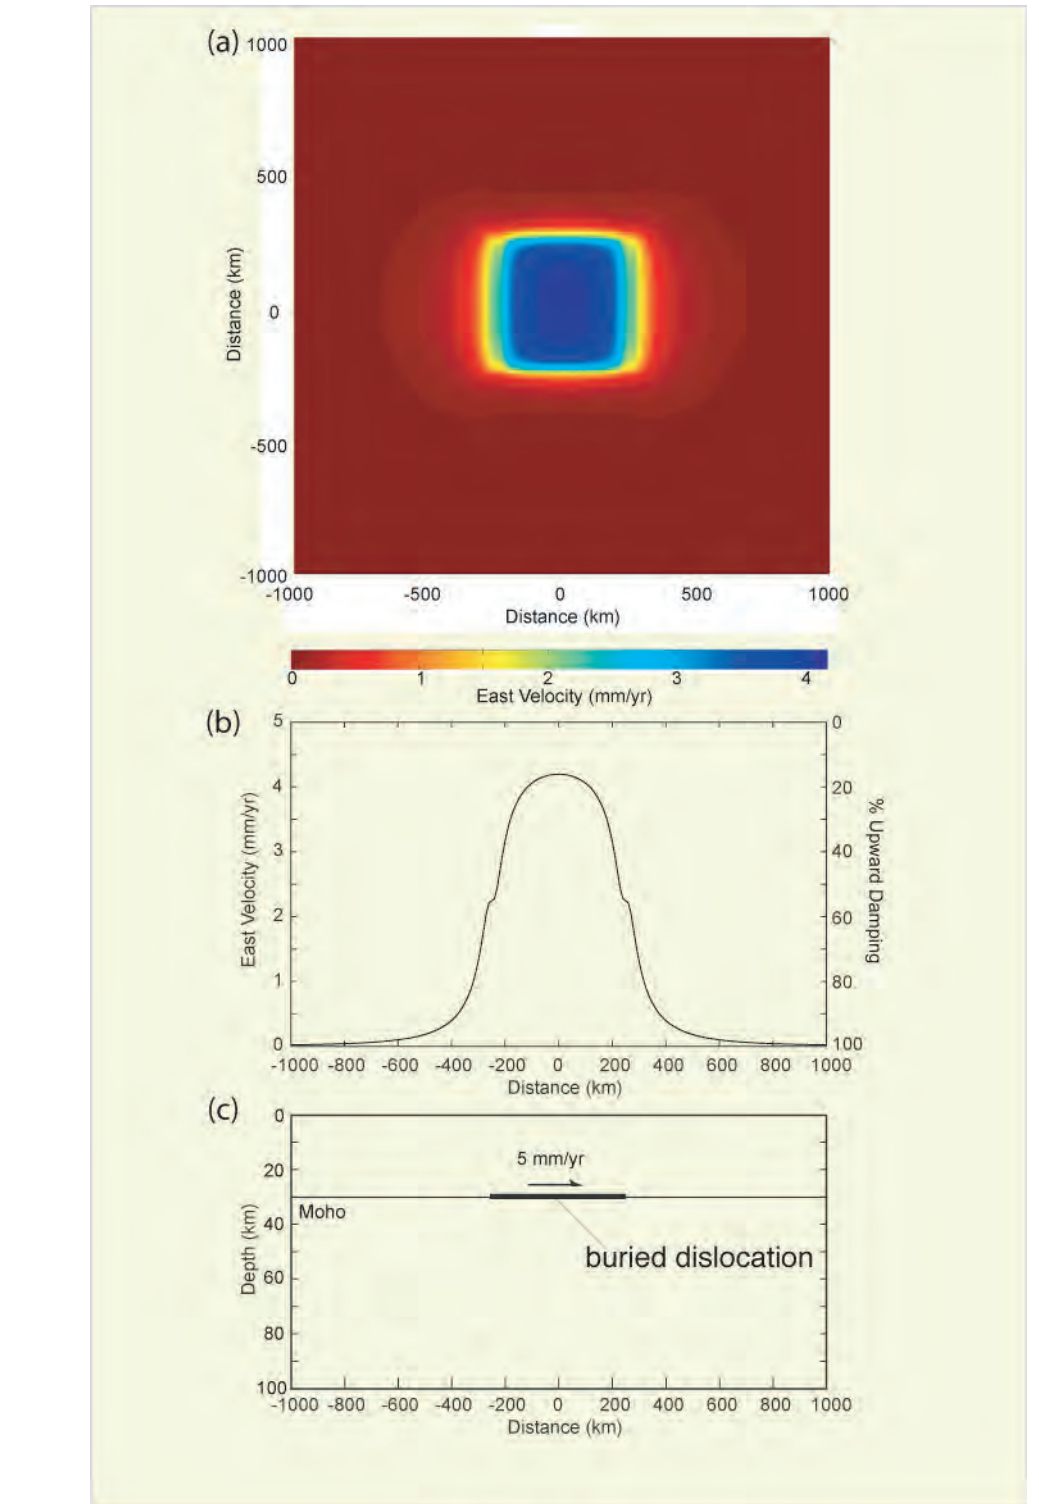 (a)
1000
500
0
-500
-1000
Distance (km)
-1000 -500 0 500 1000
Distance (km)
0 1 2 3 4
East Velocity (mm/yr)
(b)
5
4
3
2
1
0
East Velocity (mm/yr)
0
20
40
60
80
100
% Upward Damping
-1000 -800 -600 -400 -200 0 200 400 600 800 1000
Distance (km)
(c)
0
20
40
60
80
100
Depth (km)
5 mm/yr
Moho
buried dislocation
-1000 -800 -600 -400 -200 0 200 400 600 800 1000
Distance (km)